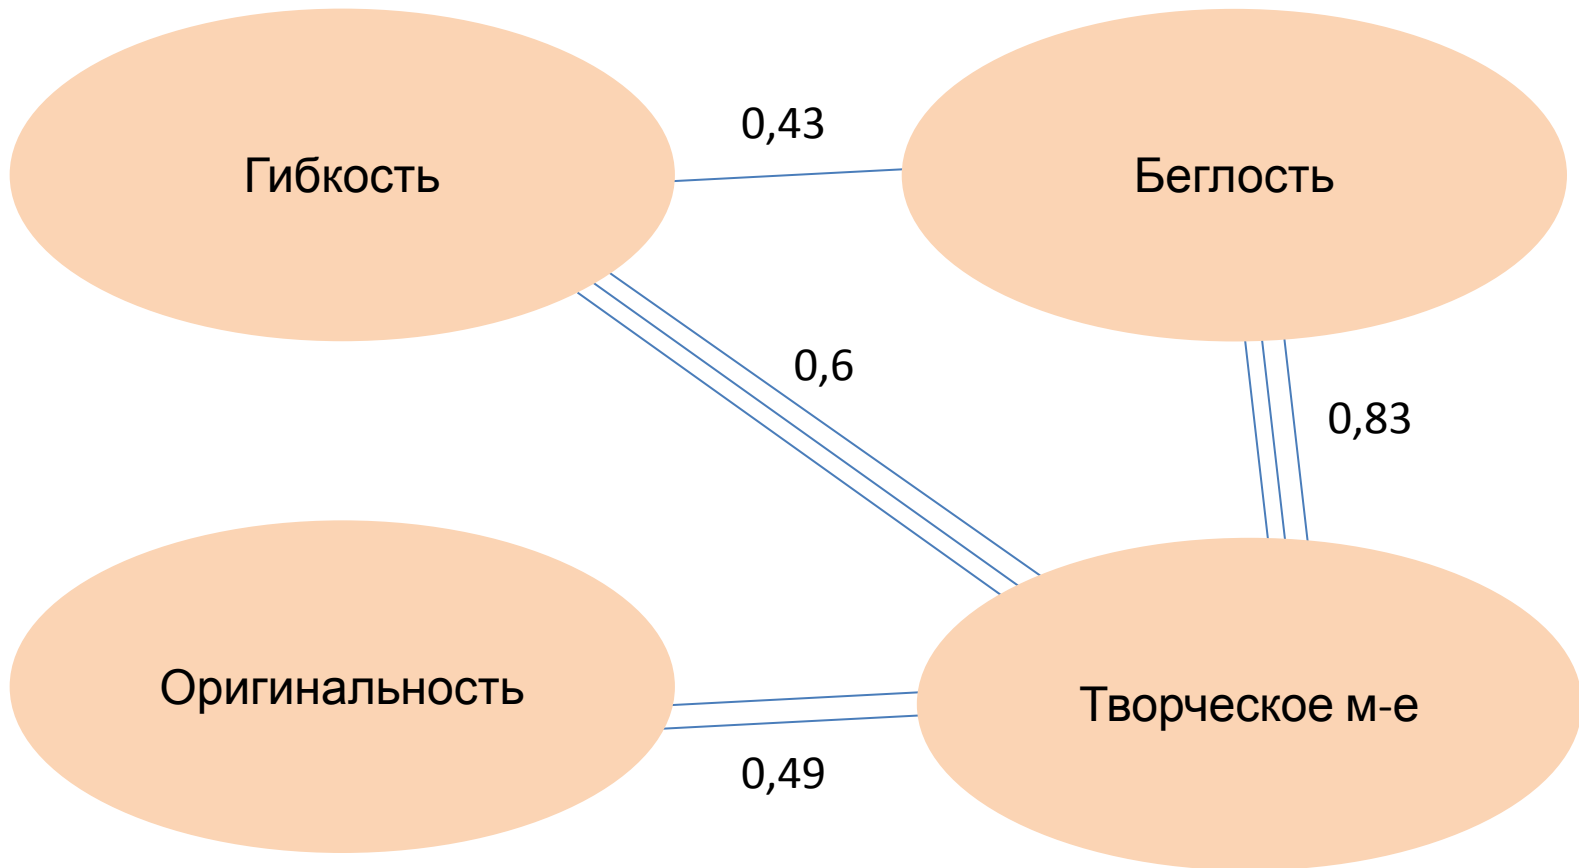 0,43
Гибкость
Беглость
0,6
0,83
Оригинальность
Творческое м-е
0,49